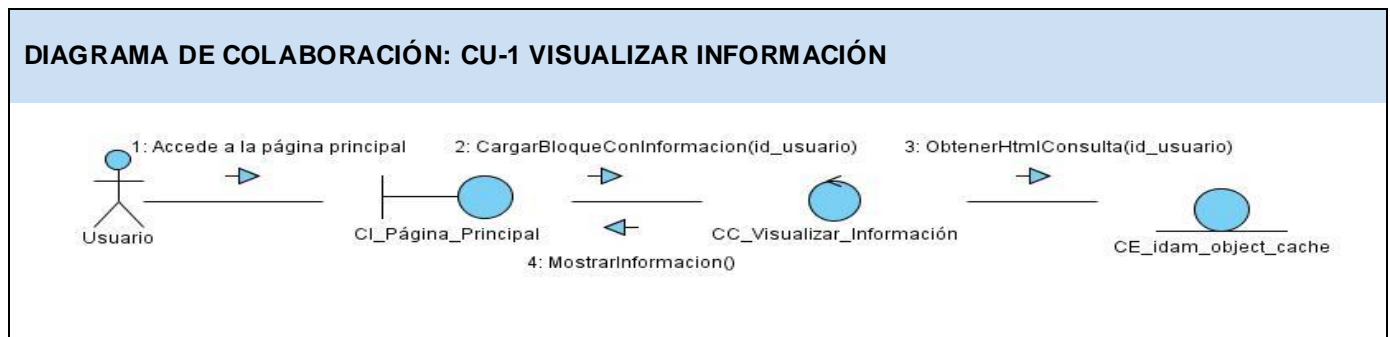 DIAGRAMA DE COLABORACIÓN: CU-1 VISUALIZAR INFORMACIÓN
1: Accede a la página principal
2: CargarBloqueConInformacion(id_usuario)
3: ObtenerHtmlConsulta(id_usuario)
Usuario
CI_Página_Principal
CC_Visualizar_Información
CE_idam_object_cache
4: MostrarInformacion()